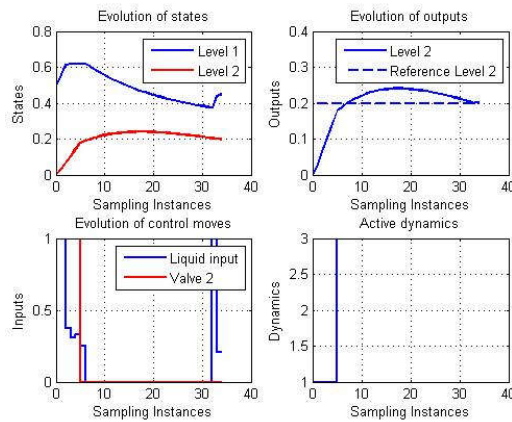 Evolution of states
0.8
0.6
0.4
0.2
0
States
Level 1
Level 2
0 10 20 30 40
Sampling Instances
Evolution of outputs
0.4
0.3
0.2
0.1
0
Outputs
Level 2
Reference Level 2
0 10 20 30 40
Sampling Instances
Evolution of control moves
1
0.5
0
Inputs
Liquid input
Valve 2
0 10 20 30 40
Sampling Instances
Active dynamics
3
2.5
2
1.5
1
Dynamics
0 10 20 30 40
Sampling Instances